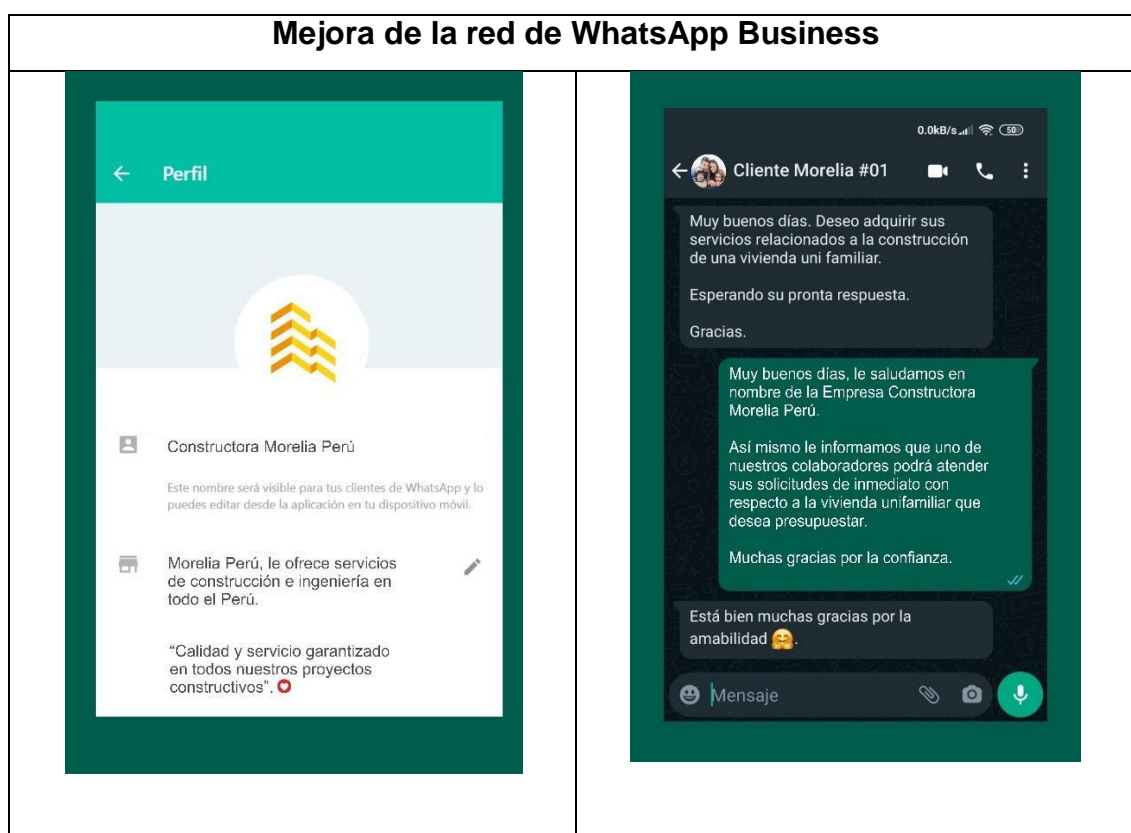 Mejora de la red de WhatsApp Business
Perfil
Constructora Morelia Perú
Este nombre será visible para tus clientes de WhatsApp y lo
puedes editar desde la aplicación en tu dispositivo móvil.
Morelia Perú, le ofrece servicios
de construcción e ingeniería en
todo el Perú.
“Calidad y servicio garantizado
en todos nuestros proyectos
constructivos”.
0.0kB/s 50
Cliente Morelia #01
Muy buenos días. Deseo adquirir sus
servicios relacionados a la construcción
de una vivienda uni familiar.
Esperando su pronta respuesta.
Gracias.
Muy buenos días, le saludamos en
nombre de la Empresa Constructora
Morelia Perú.
Así mismo le informamos que uno de
nuestros colaboradores podrá atender
sus solicitudes de inmediato con
respecto a la vivienda unifamiliar que
desea presupuestar.
Muchas gracias por la confianza.
Está bien muchas gracias por la
amabilidad 🤗.
Mensaje